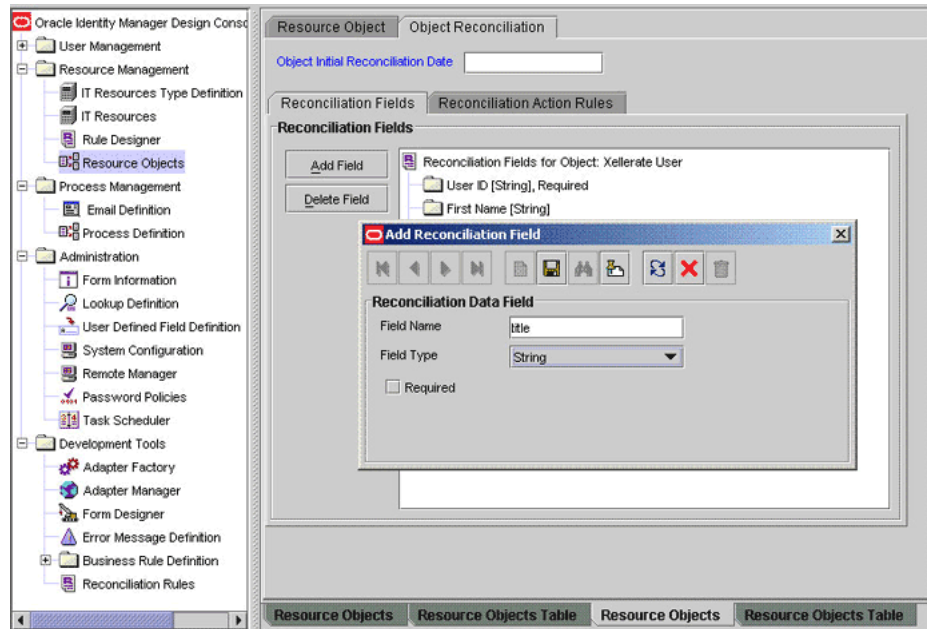 Oracle Identity Manager Design Conso
User Management
Resource Management
IT Resources Type Definition
IT Resources
Rule Designer
Resource Objects
Process Management
Email Definition
Process Definition
Administration
Form Information
Lookup Definition
User Defined Field Definition
System Configuration
Remote Manager
Password Policies
Task Scheduler
Development Tools
Adapter Factory
Adapter Manager
Form Designer
Error Message Definition
Business Rule Definition
Reconciliation Rules
Resource Object
Object Reconciliation
Object Initial Reconciliation Date
Reconciliation Fields
Reconciliation Action Rules
Reconciliation Fields
Add Field
Delete Field
Reconciliation Fields for Object: Xellerate User
User ID [String], Required
First Name [String]
Add Reconciliation Field
Reconciliation Data Field
Field Name
title
Field Type
String
Required
Resource Objects
Resource Objects Table
Resource Objects
Resource Objects Table